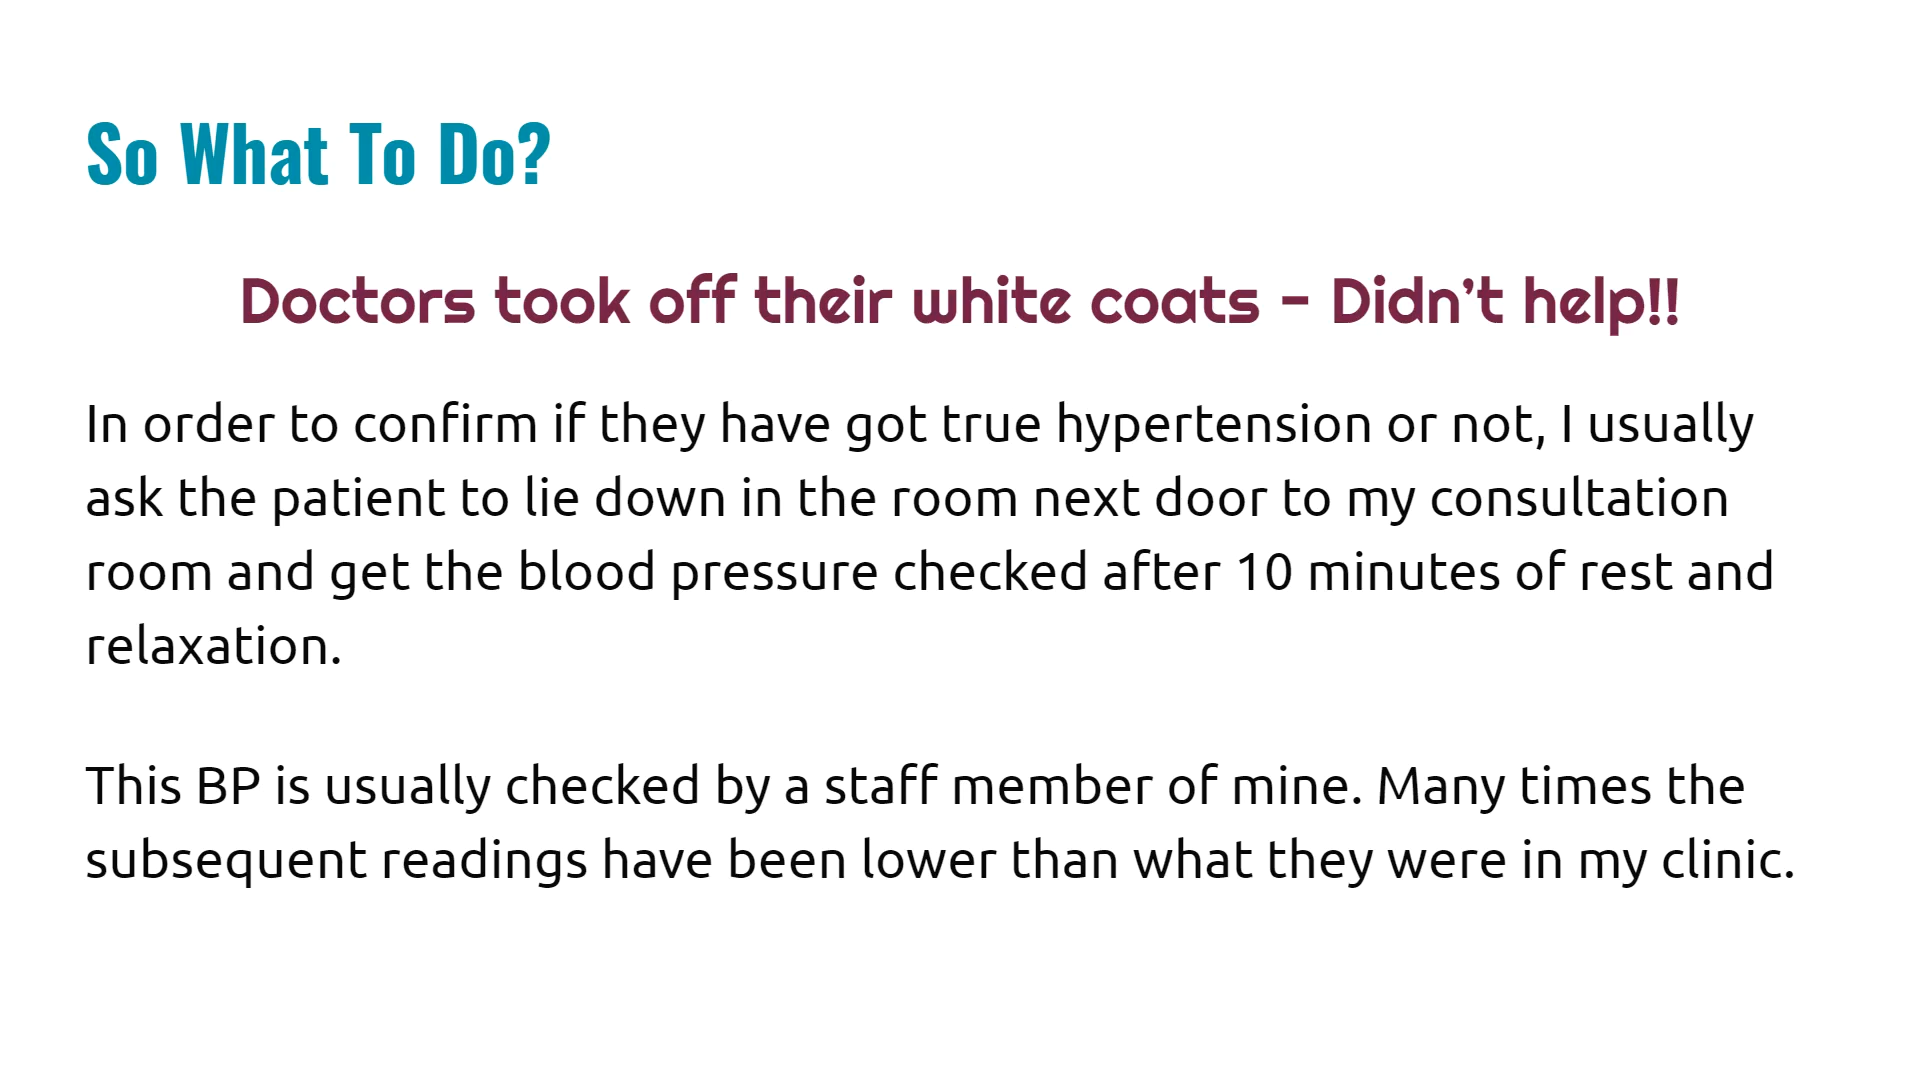 So What To Do?
Doctors took off their white coats - Didn’t help!!
In order to confirm if they have got true hypertension or not, I usually
ask the patient to lie down in the room next door to my consultation
room and get the blood pressure checked after 10 minutes of rest and
relaxation.
This BP is usually checked by a staff member of mine. Many times the
subsequent readings have been lower than what they were in my clinic.